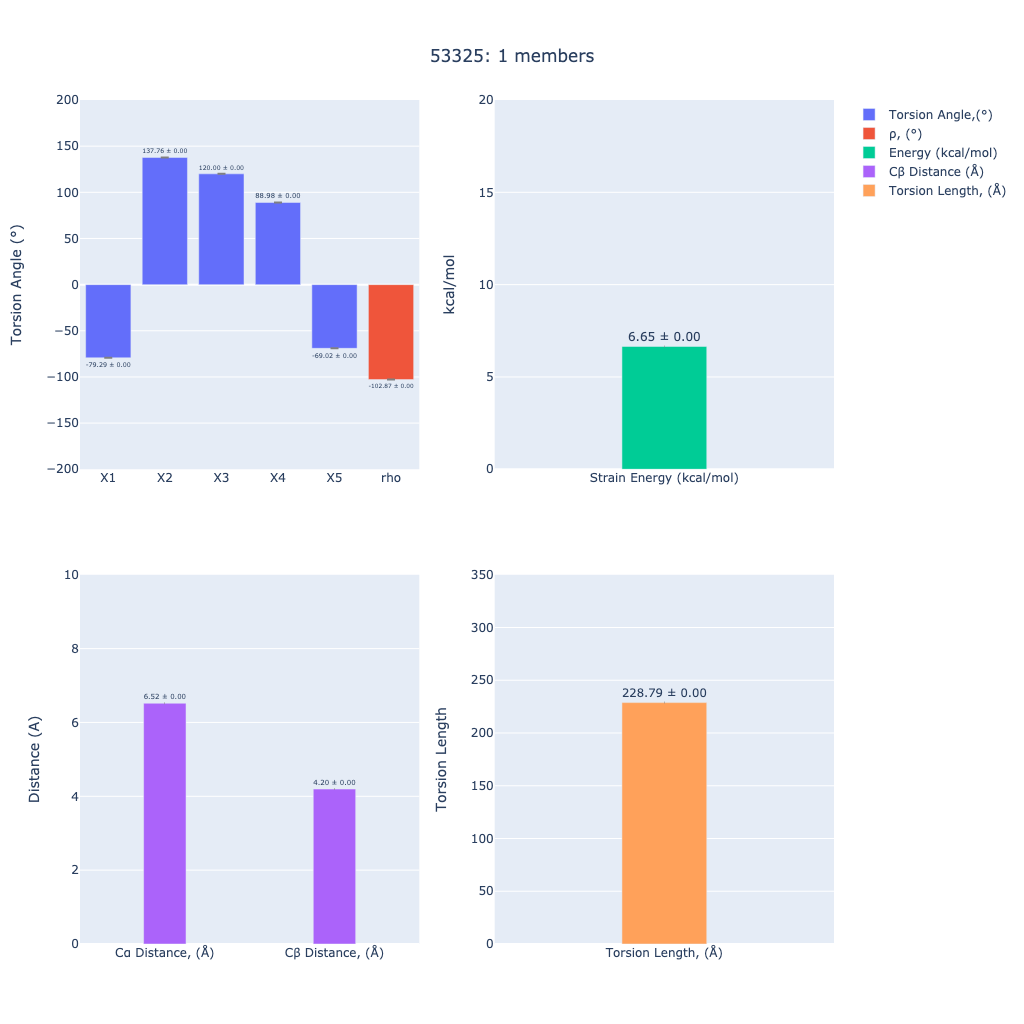 53325: 1 members
Torsion Angle (°)
200
150
100
50
0
−50
−100
−150
−200
-79.29 ± 0.00
137.76 ± 0.00
120.00 ± 0.00
88.98 ± 0.00
-69.02 ± 0.00
-102.87 ± 0.00
X1 X2 X3 X4 X5 rho
kcal/mol
20
15
10
5
0
6.65 ± 0.00
Strain Energy (kcal/mol)
Torsion Angle,(°)
ρ, (°)
Energy (kcal/mol)
Cβ Distance (Å)
Torsion Length, (Å)
Distance (A)
10
8
6
4
2
0
6.52 ± 0.00
4.20 ± 0.00
Cα Distance, (Å) Cβ Distance, (Å)
Torsion Length
350
300
250
200
150
100
50
0
228.79 ± 0.00
Torsion Length, (Å)